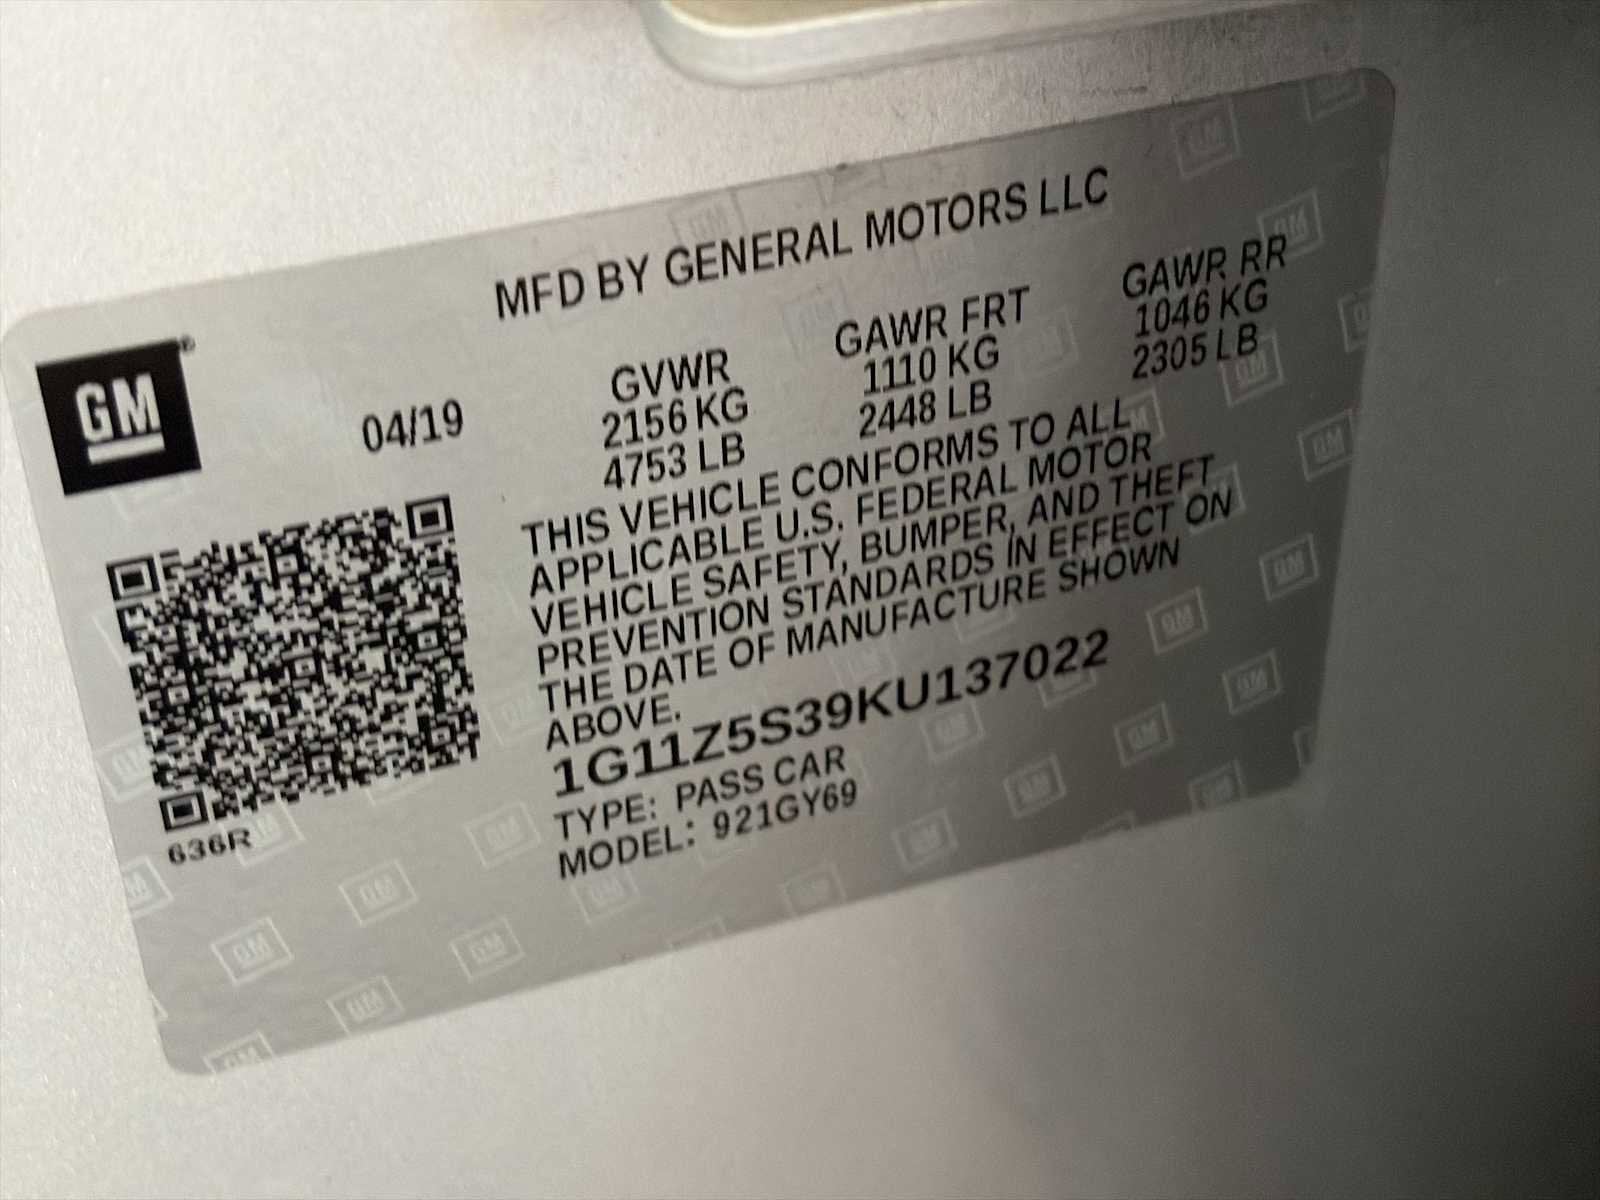 MFD BY GENERAL MOTORS LLC
GM®
04/19
GVWR
2156 KG
4753 LB
GAWR FRT
1110 KG
2448 LB
GAWR RR
1046 KG
2305 LB
THIS VEHICLE CONFORMS TO ALL
APPLICABLE U.S. FEDERAL MOTOR
VEHICLE SAFETY, BUMPER, AND THEFT
PREVENTION STANDARDS IN EFFECT ON
THE DATE OF MANUFACTURE SHOWN
ABOVE.
1G11Z5S39KU137022
TYPE: PASS CAR
MODEL: 921GY69
636R